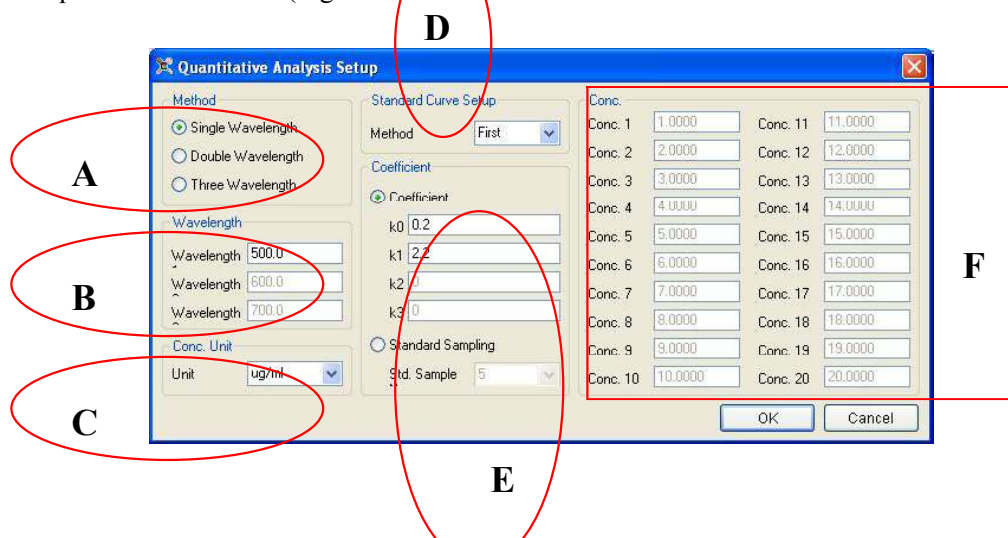 D
Quantitative Analysis Setup
Method
Single Wavelength
Double Wavelength
Three Wavelength
A
Wavelength
Wavelength 500.0
Wavelength 600.0
Wavelength 700.0
B
Conc. Unit
Unit ug/ml
C
Standard Curve Setup
Method First
Coefficient
Coefficient
k0 0.2
k1 2.2
k2 0
k3 0
Standard Sampling
Std. Sample 5
E
Conc.
Conc. 1 1.0000 Conc. 11 11.0000
Conc. 2 2.0000 Conc. 12 12.0000
Conc. 3 3.0000 Conc. 13 13.0000
Conc. 4 4.0000 Conc. 14 14.0000
Conc. 5 5.0000 Conc. 15 15.0000
Conc. 6 6.0000 Conc. 16 16.0000
Conc. 7 7.0000 Conc. 17 17.0000
Conc. 8 8.0000 Conc. 18 18.0000
Conc. 9 9.0000 Conc. 19 19.0000
Conc. 10 10.0000 Conc. 20 20.0000
F
OK Cancel